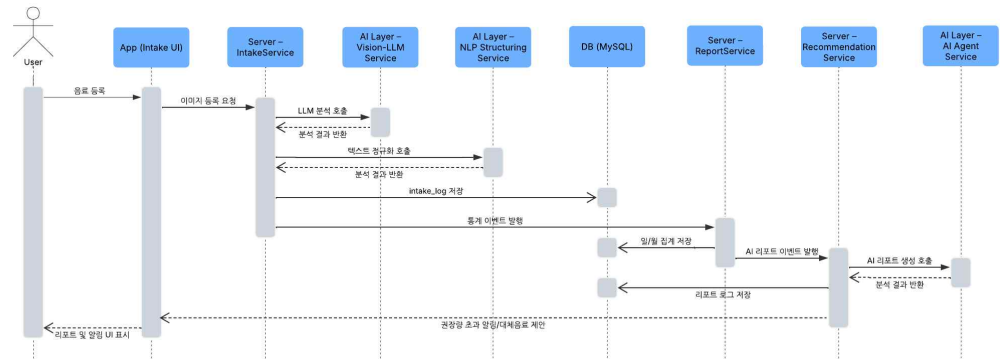 User
App (Intake UI)
Server –
IntakeService
AI Layer –
Vision-LLM
Service
AI Layer –
NLP Structuring
Service
DB (MySQL)
Server –
ReportService
Server –
Recommendation
Service
AI Layer –
AI Agent
Service
음료 등록
이미지 등록 요청
LLM 분석 호출
분석 결과 반환
텍스트 정규화 호출
분석 결과 반환
intake_log 저장
통계 이벤트 발행
일/월 집계 저장
AI 리포트 이벤트 발행
AI 리포트 생성 호출
분석 결과 반환
리포트 로그 저장
권장량 초과 알림/대체음료 제안
리포트 및 알림 UI 표시